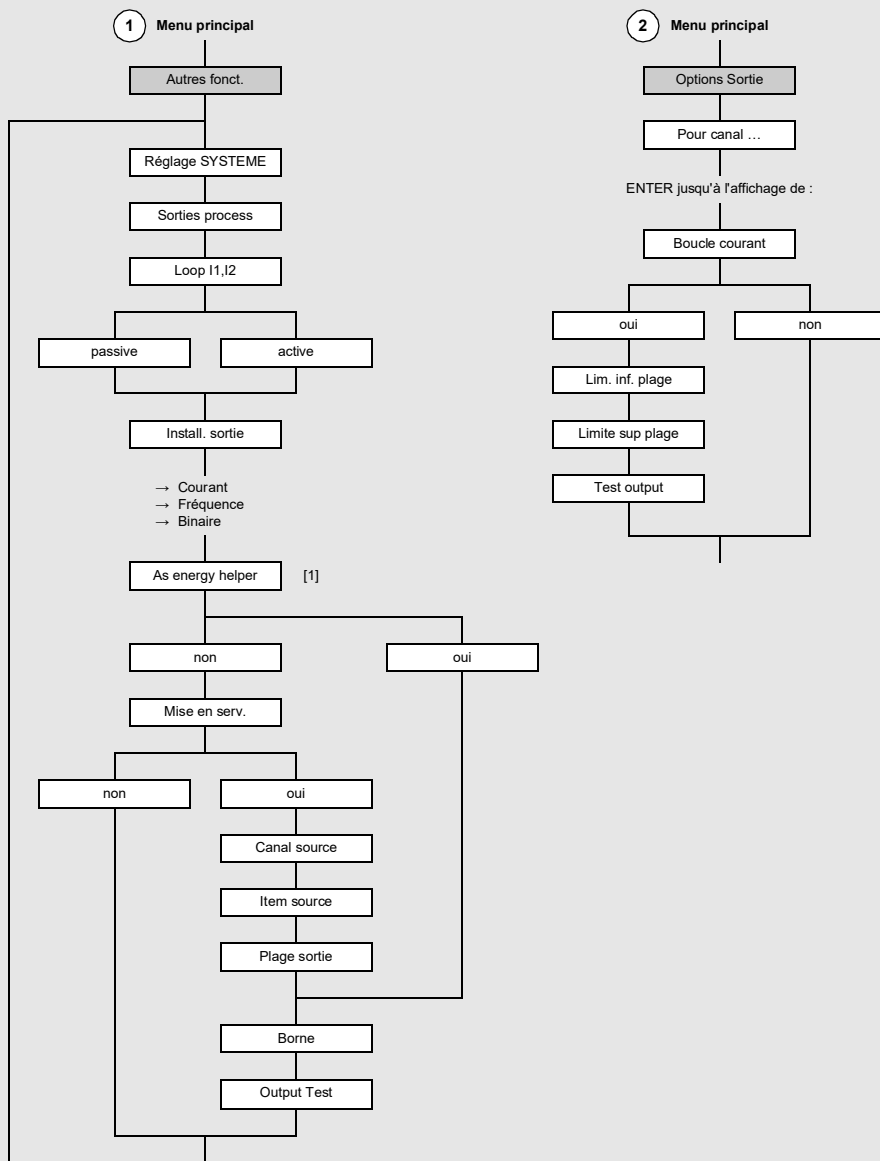 1 Menu principal
Autres fonct.
Réglage SYSTEME
Sorties process
Loop I1,I2
passive
active
Install. sortie
→ Courant
→ Fréquence
→ Binaire
As energy helper [1]
non
oui
Mise en serv.
non
oui
Canal source
Item source
Plage sortie
Borne
Output Test
2 Menu principal
Options Sortie
Pour canal …
ENTER jusqu'à l'affichage de :
Boucle courant
oui
non
Lim. inf. plage
Limite sup plage
Test output